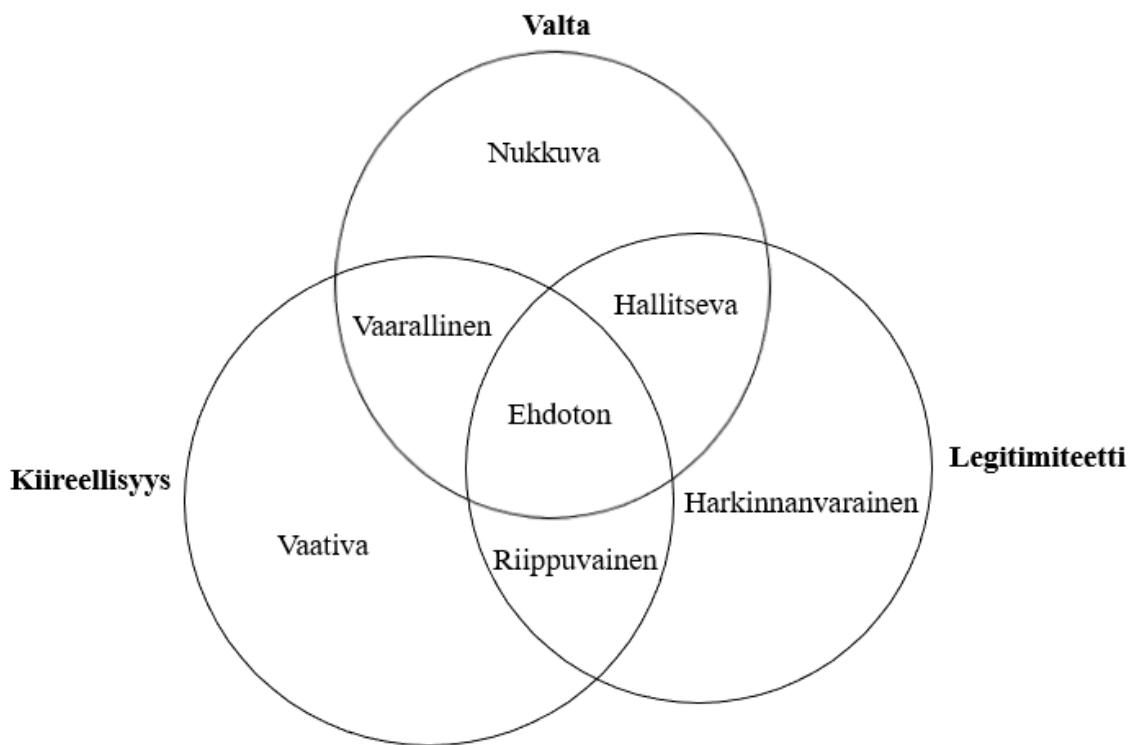 Valta
Nukkuva
Hallitseva
Vaarallinen
Ehdoton
Legitimiteetti
Kiireellisyys
Harkinnanvarainen
Vaativa
Riippuvainen